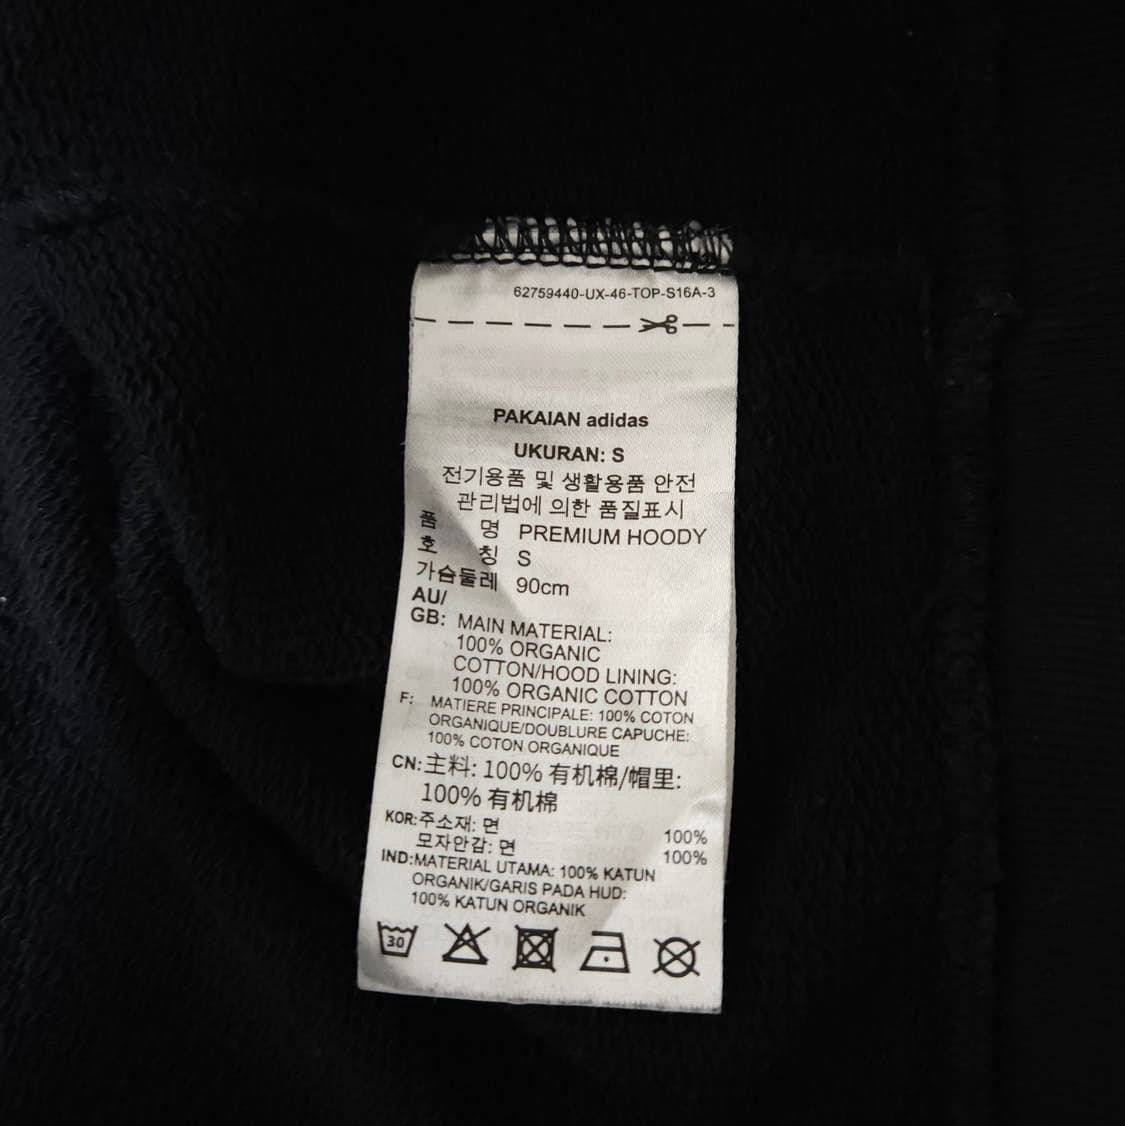 62759440-UX-46-TOP-S16A-3
PAKAIAN adidas
UKURAN: S
전기용품 및 생활용품 안전
관리법에 의한 품질표시
품 명 PREMIUM HOODY
호 칭 S
가슴둘레 90cm
AU/
GB: MAIN MATERIAL:
100% ORGANIC
COTTON/HOOD LINING:
100% ORGANIC COTTON
F: MATIERE PRINCIPALE: 100% COTON
ORGANIQUE/DOUBLURE CAPUCHE:
100% COTON ORGANIQUE
CN:主料: 100% 有机棉/帽里:
100% 有机棉
KOR:주소재: 면 100%
모자안감: 면 100%
IND:MATERIAL UTAMA: 100% KATUN
ORGANIK/GARIS PADA HUD:
100% KATUN ORGANIK
30